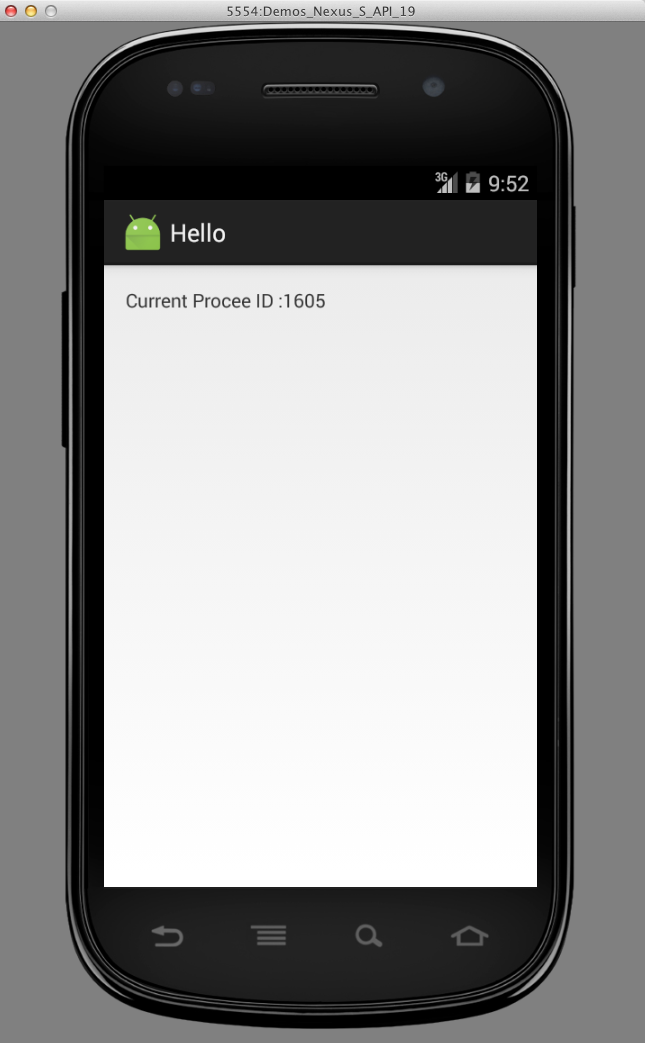 5554:Demos_Nexus_S_API_19
3G 9:52
Hello
Current Procee ID :1605